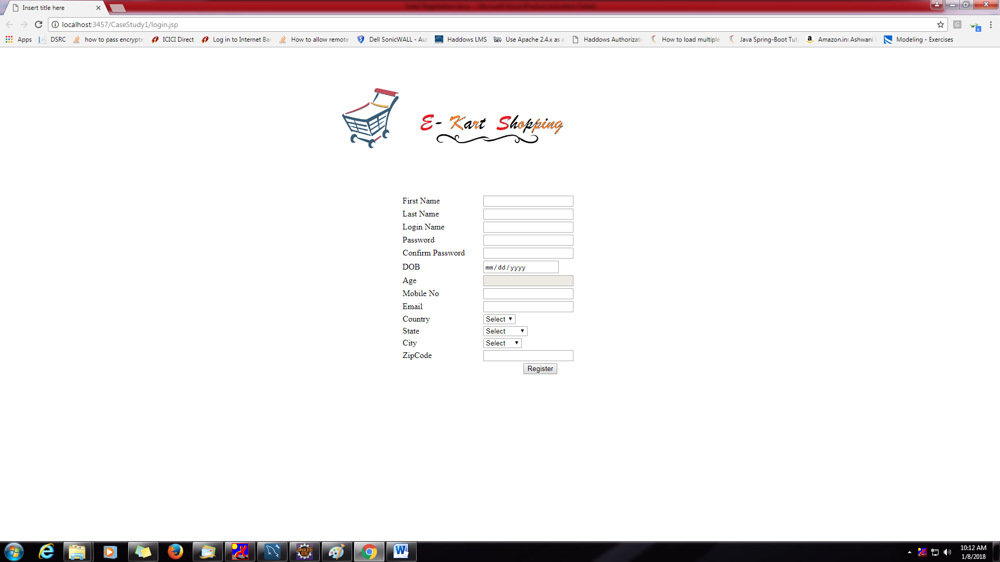 Insert title here
localhost:3457/CaseStudy1/login.jsp
Apps DSRC how to pass encrypte ICICI Direct Log in to Internet Ban How to allow remote Dell SonicWALL - Aut Haddows LMS Use Apache 2.4.x as a Haddows Authorizati How to load multiple Java Spring-Boot Tut Amazon.in: Ashwani Modeling - Exercises
E- Kart Shopping
First Name
Last Name
Login Name
Password
Confirm Password
DOB mm/dd/yyyy
Age
Mobile No
Email
Country Select
State Select
City Select
ZipCode
Register
Java EE
IDE
10:12 AM
1/8/2018